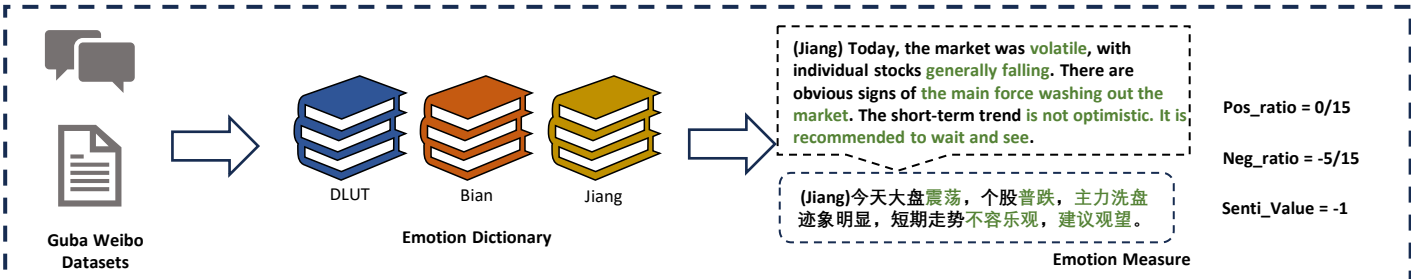 Guba Weibo
Datasets
DLUT
Bian
Jiang
Emotion Dictionary
(Jiang) Today, the market was volatile, with
individual stocks generally falling. There are
obvious signs of the main force washing out the
market. The short-term trend is not optimistic. It is
recommended to wait and see.
(Jiang)今天大盘震荡，个股普跌，主力洗盘
迹象明显，短期走势不容乐观，建议观望。
Emotion Measure
Pos_ratio = 0/15
Neg_ratio = -5/15
Senti_Value = -1